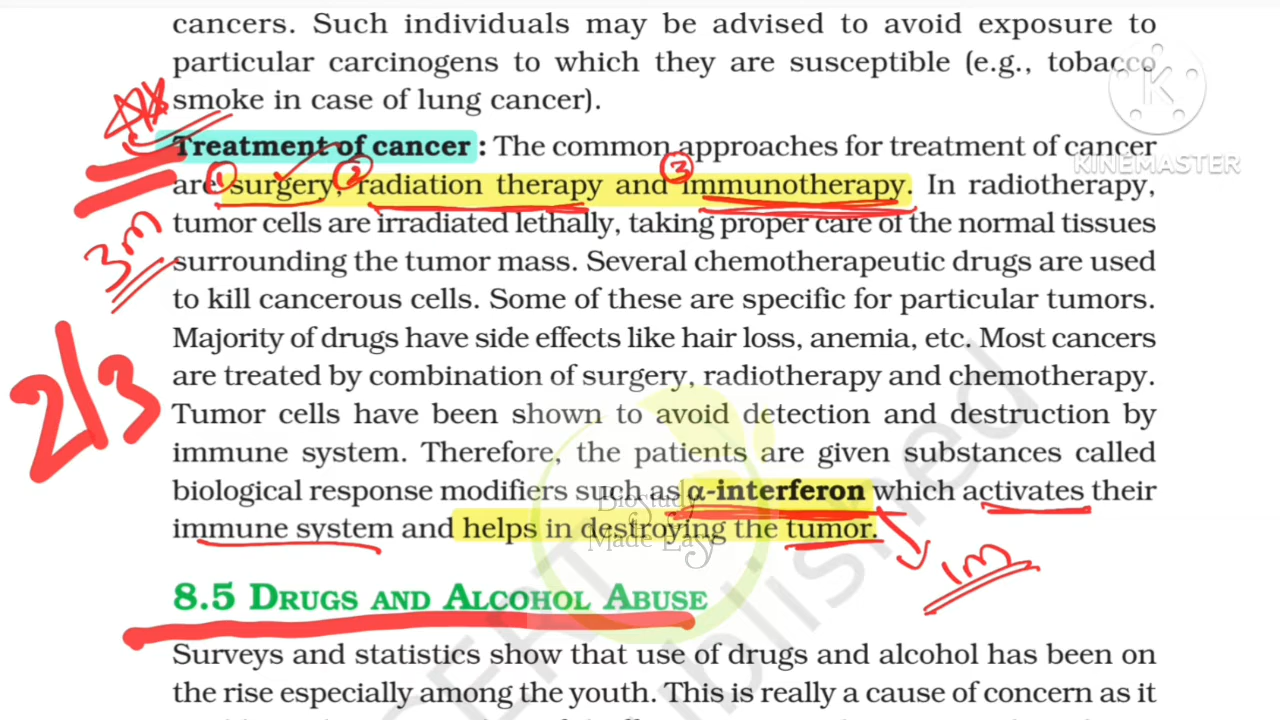 cancers. Such individuals may be advised to avoid exposure to
particular carcinogens to which they are susceptible (e.g., tobacco
smoke in case of lung cancer).
KINEMASTER
Treatment of cancer : The common approaches for treatment of cancer
① ② ③
are surgery, radiation therapy and immunotherapy. In radiotherapy,
tumor cells are irradiated lethally, taking proper care of the normal tissues
3m
surrounding the tumor mass. Several chemotherapeutic drugs are used
to kill cancerous cells. Some of these are specific for particular tumors.
Majority of drugs have side effects like hair loss, anemia, etc. Most cancers
are treated by combination of surgery, radiotherapy and chemotherapy.
2/3
Tumor cells have been shown to avoid detection and destruction by
immune system. Therefore, the patients are given substances called
biological response modifiers such as α-interferon which activates their
immune system and helps in destroying the tumor.
BioStudy
Made Easy
1m
8.5 DRUGS AND ALCOHOL ABUSE
Surveys and statistics show that use of drugs and alcohol has been on
the rise especially among the youth. This is really a cause of concern as it